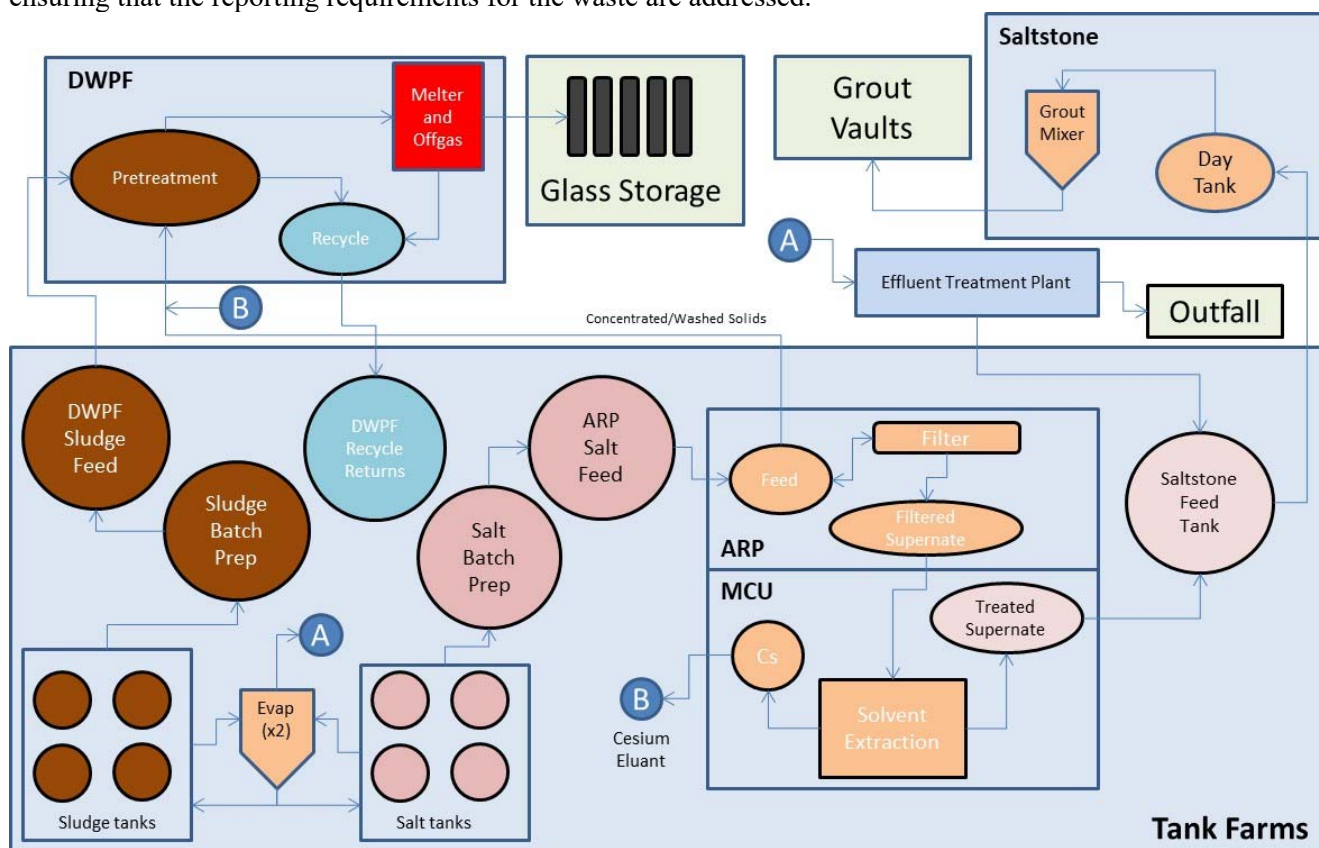 ensuring that the reporting requirements for the waste are addressed.
DWPF
Melter
and
Offgas
Pretreatment
Recycle
B
Glass Storage
Grout
Vaults
Saltstone
Grout
Mixer
Day
Tank
A
Effluent Treatment Plant
Outfall
Concentrated/Washed Solids
DWPF
Sludge
Feed
Sludge
Batch
Prep
DWPF
Recycle
Returns
ARP
Salt
Feed
Salt
Batch
Prep
Feed
Filter
Filtered
Supernate
ARP
MCU
Treated
Supernate
Cs
Solvent
Extraction
Saltstone
Feed
Tank
A
Evap
(x2)
B
Cesium
Eluant
Sludge tanks
Salt tanks
Tank Farms